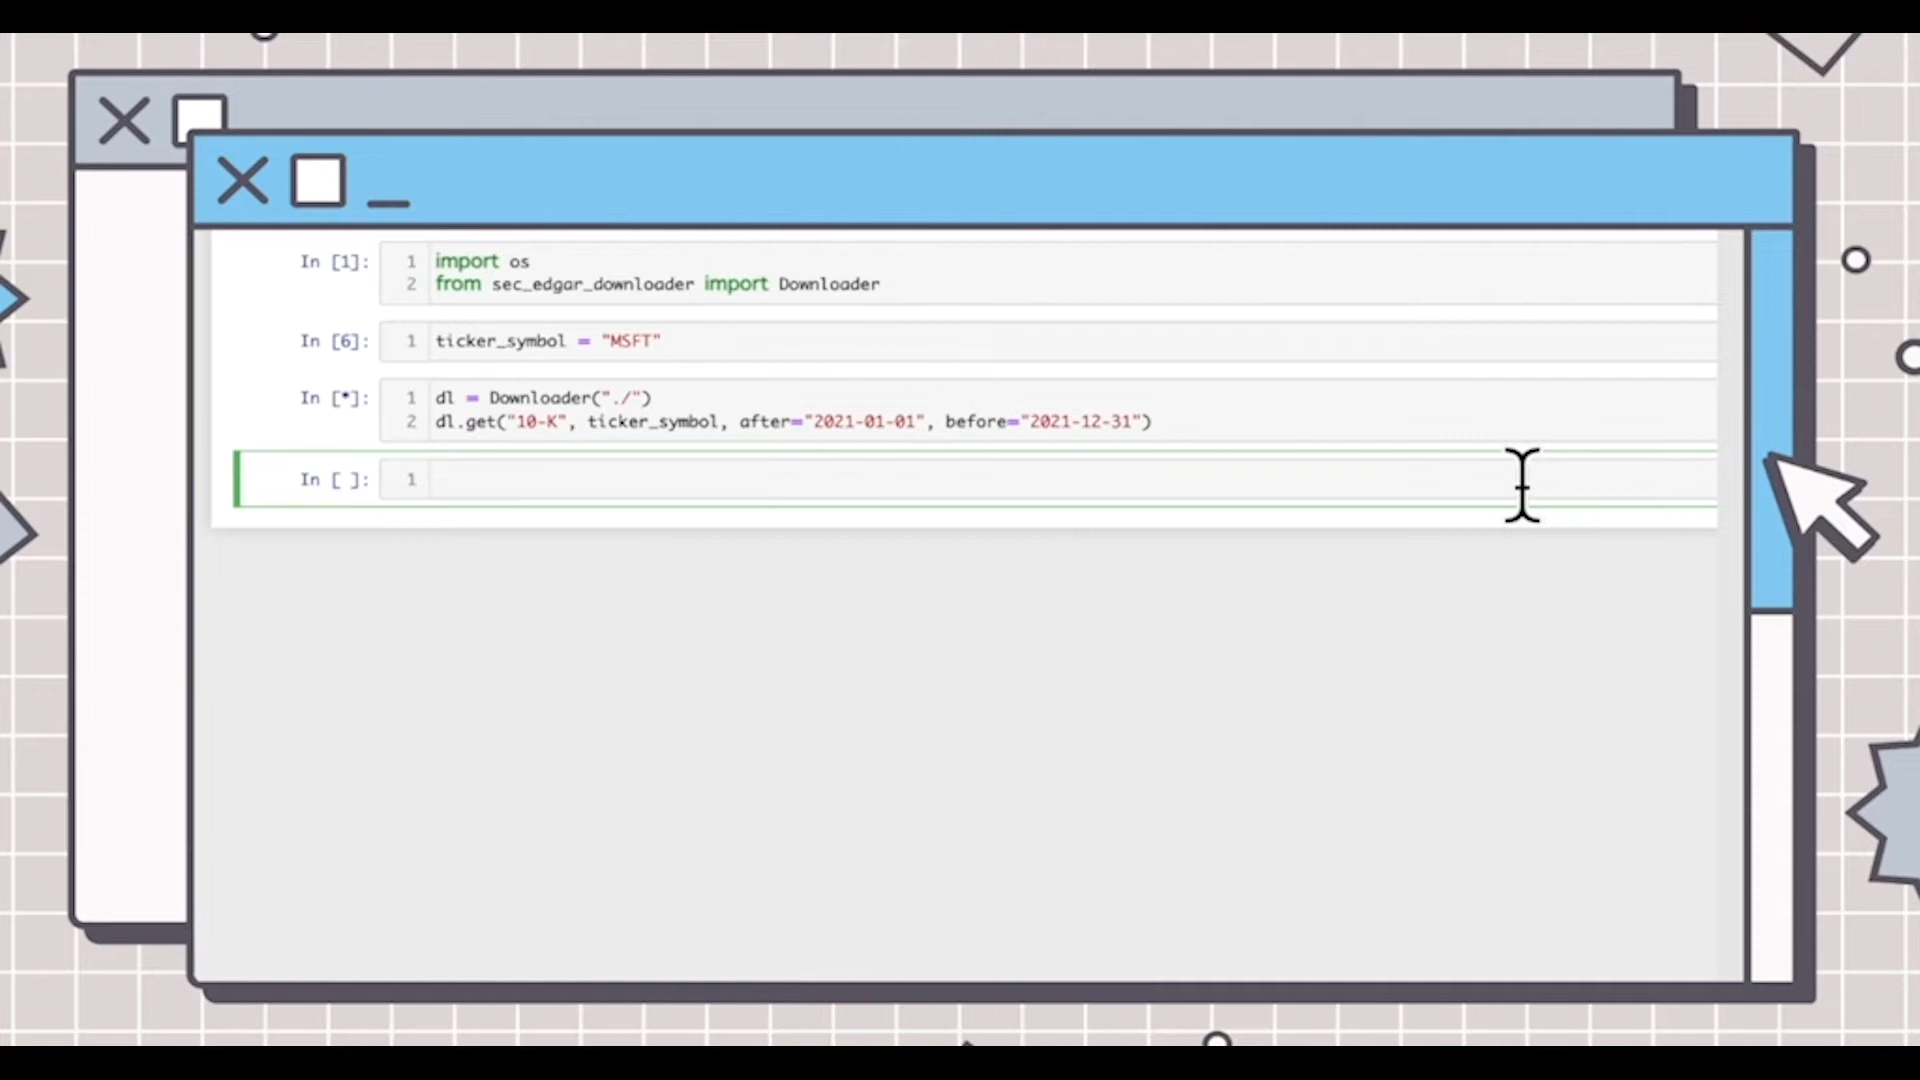 In [1]:
1 import os
2 from sec_edgar_downloader import Downloader
In [6]:
1 ticker_symbol = "MSFT"
In [*]:
1 dl = Downloader("./")
2 dl.get("10-K", ticker_symbol, after="2021-01-01", before="2021-12-31")
In [ ]:
1